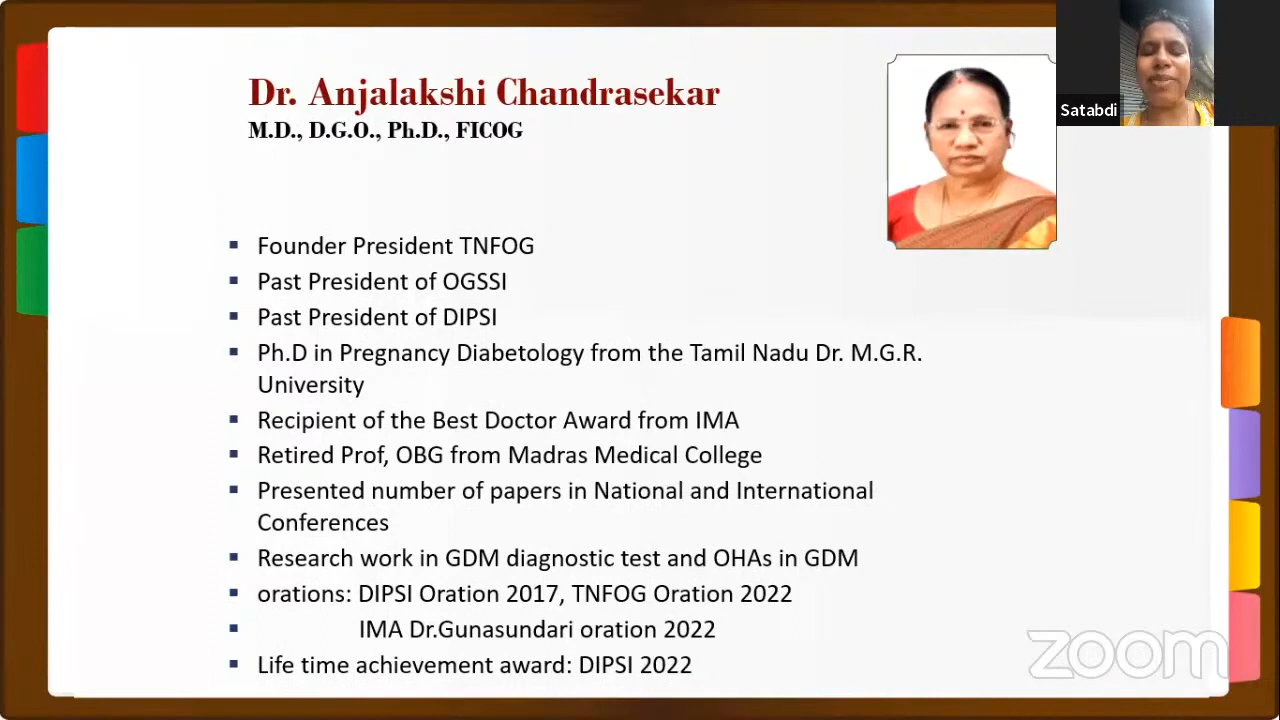 Dr. Anjalakshi Chandrasekar
M.D., D.G.O., Ph.D., FICOG
Satabdi
▪ Founder President TNFOG
▪ Past President of OGSSI
▪ Past President of DIPSI
▪ Ph.D in Pregnancy Diabetology from the Tamil Nadu Dr. M.G.R.
University
▪ Recipient of the Best Doctor Award from IMA
▪ Retired Prof, OBG from Madras Medical College
▪ Presented number of papers in National and International
Conferences
▪ Research work in GDM diagnostic test and OHAs in GDM
▪ orations: DIPSI Oration 2017, TNFOG Oration 2022
▪ IMA Dr.Gunasundari oration 2022
▪ Life time achievement award: DIPSI 2022
zoom